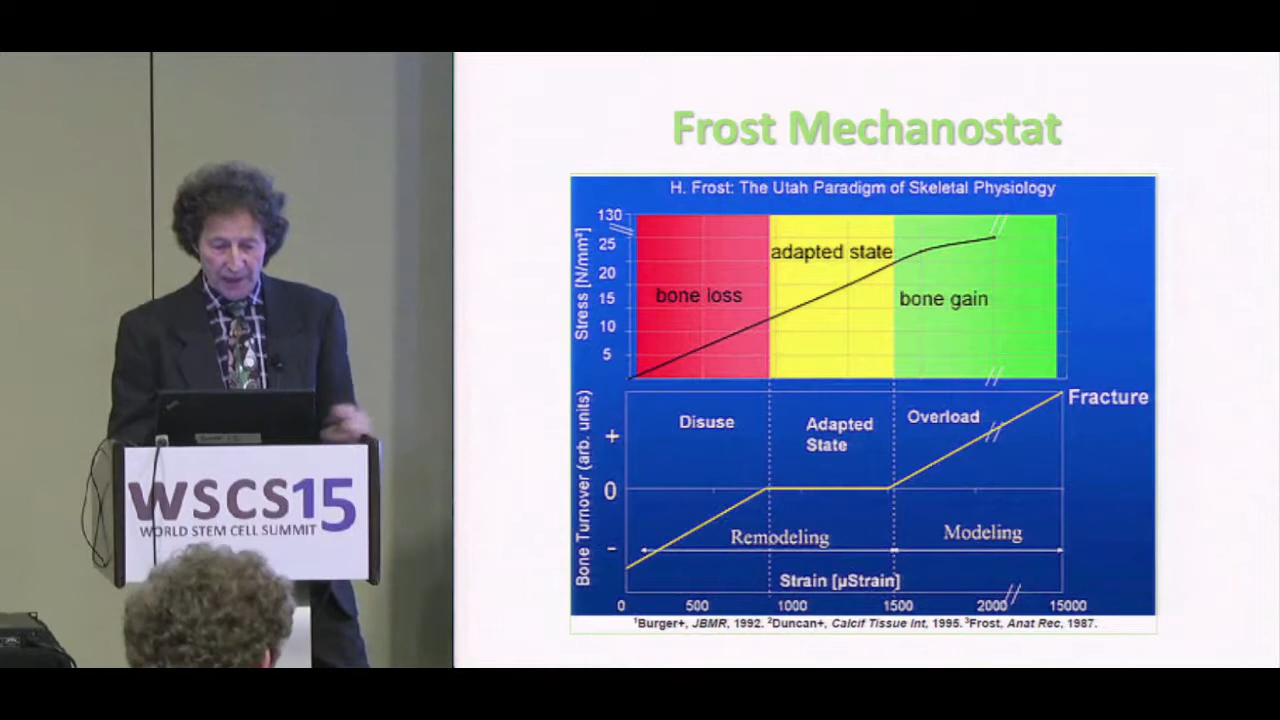 Frost Mechanostat
H. Frost: The Utah Paradigm of Skeletal Physiology
130
25
20
15
10
5
Stress [N/mm²]
bone loss
adapted state
bone gain
Bone Turnover (arb. units)
+
0
-
Disuse
Adapted
State
Overload
Fracture
Remodeling
Modeling
Strain [µStrain]
0 500 1000 1500 2000 15000
¹Burger+, JBMR, 1992. ²Duncan+, Calcif Tissue Int, 1995. ³Frost, Anat Rec, 1987.
WSCS15
WORLD STEM CELL SUMMIT